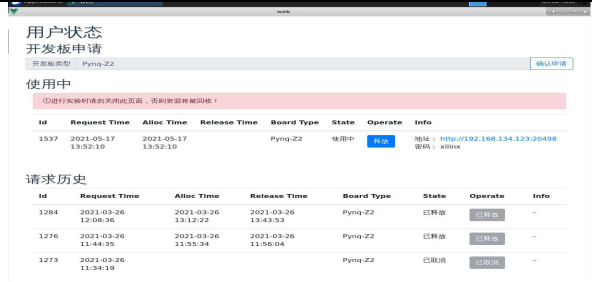 web
用户状态
开发板申请
开发板类型 Pynq-Z2 确认申请
使用中
①进行实验时请勿关闭此页面，否则资源将被回收！
Id Request Time Alloc Time Release Time Board Type State Operate Info
1537 2021-05-17 13:52:10 2021-05-17 13:52:10 Pynq-Z2 使用中 释放 地址： http://192.168.134.123:20498
密码： xilinx
请求历史
Id Request Time Alloc Time Release Time Board Type State Operate Info
1284 2021-03-26 12:08:36 2021-03-26 13:12:22 2021-03-26 13:43:53 Pynq-Z2 已释放 已释放 -
1276 2021-03-26 11:44:35 2021-03-26 11:55:34 2021-03-26 11:56:04 Pynq-Z2 已释放 已释放 -
1273 2021-03-26 11:34:19 Pynq-Z2 已取消 已取消 -